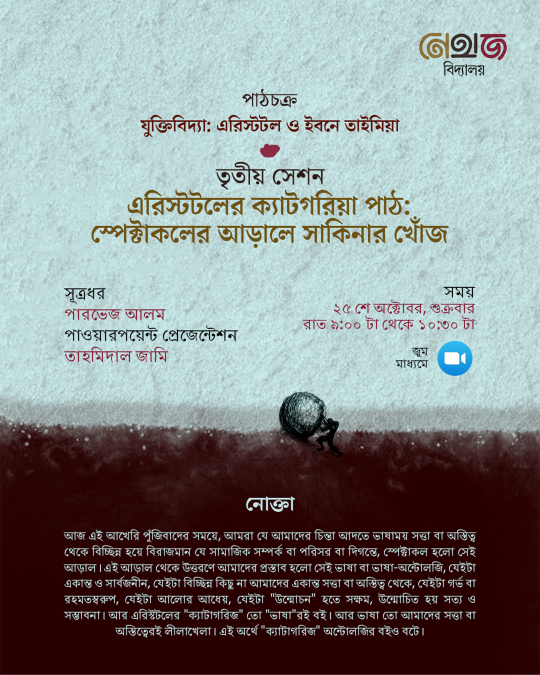 নেহাজ
বিদ্যালয়
পাঠচক্র
যুক্তিবিদ্যা: এরিস্টটল ও ইবনে তাইমিয়া
তৃতীয় সেশন
এরিস্টটলের ক্যাটগরিয়া পাঠ:
স্পেক্টাকলের আড়ালে সাকিনার খোঁজ
সূত্রধর
পারভেজ আলম
পাওয়ারপয়েন্ট প্রেজেন্টেশন
তাহমিদাল জামি
সময়
২৫ শে অক্টোবর, শুক্রবার
রাত ৯:০০ টা থেকে ১০:৩০ টা
জুম
মাধ্যমে
নোক্তা
আজ এই আখেরি পুঁজিবাদের সময়ে, আমরা যে আমাদের চিন্তা আদতে ভাষাময় সত্তা বা অস্তিত্ব
থেকে বিচ্ছিন্ন হয়ে বিরাজমান যে সামাজিক সম্পর্ক বা পরিসর বা দিগন্তে, স্পেক্টাকল হলো সেই
আড়াল। এই আড়াল থেকে উত্তরণে আমাদের প্রস্তাব হলো সেই ভাষা বা ভাষা-অন্টোলজি, যেইটা
একান্ত ও সার্বজনীন, যেইটা বিচ্ছিন্ন কিছু না আমাদের একান্ত সত্তা বা অস্তিত্ব থেকে, যেইটা গর্ভ বা
রহমতস্বরুপ, যেইটা আলোর আধেয়, যেইটা "উন্মোচন" হতে সক্ষম, উন্মোচিত হয় সত্য ও
সম্ভাবনা। আর এরিস্টটলের "ক্যাটাগরিজ" তো "ভাষা"রই বই। আর ভাষা তো আমাদের সত্তা বা
অস্তিত্বেরই লীলাখেলা। এই অর্থে "ক্যাটাগরিজ" অন্টোলজির বইও বটে।